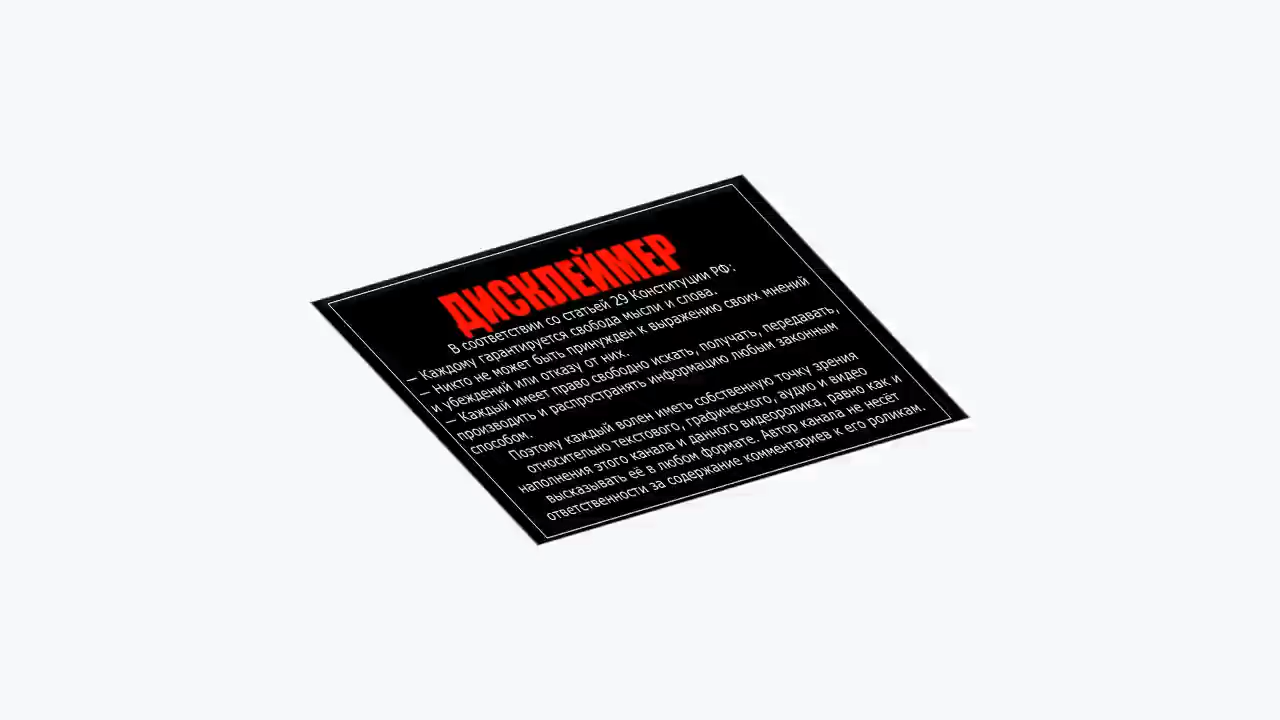 ДИСКЛЕЙМЕР
В соответствии со статьей 29 Конституции РФ:
— Каждому гарантируется свобода мысли и слова.
— Никто не может быть принужден к выражению своих мнений
и убеждений или отказу от них.
— Каждый имеет право свободно искать, получать, передавать,
производить и распространять информацию любым законным
способом.
Поэтому каждый волен иметь собственную точку зрения
относительно текстового, графического, аудио и видео
наполнения этого канала и данного видеоролика, равно как и
высказывать её в любом формате. Автор канала не несёт
ответственности за содержание комментариев к его роликам.